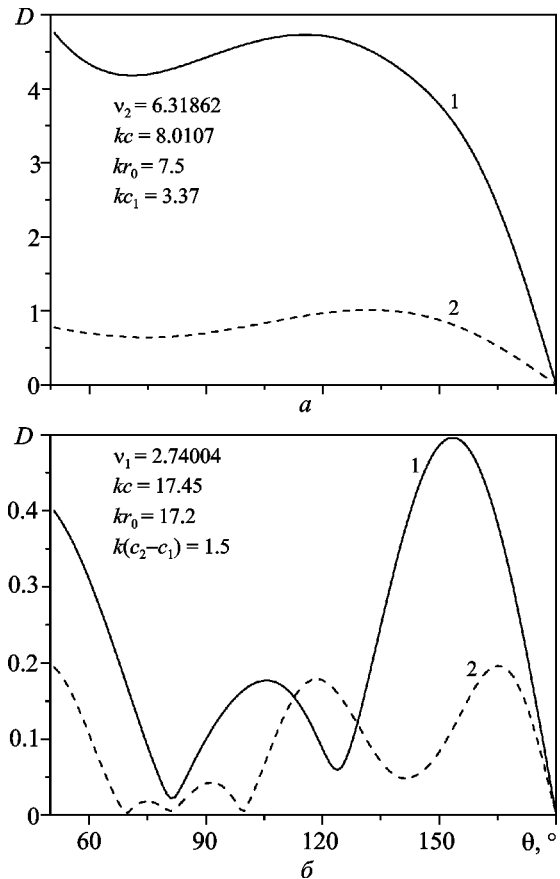 D
4
3
2
1
0
ν₂ = 6.31862
kc = 8.0107
kr₀ = 7.5
kc₁ = 3.37
1
2
а
D
0.4
0.3
0.2
0.1
0
ν₁ = 2.74004
kc = 17.45
kr₀ = 17.2
k(c₂–c₁) = 1.5
1
2
60 90 120 150 θ, °
б